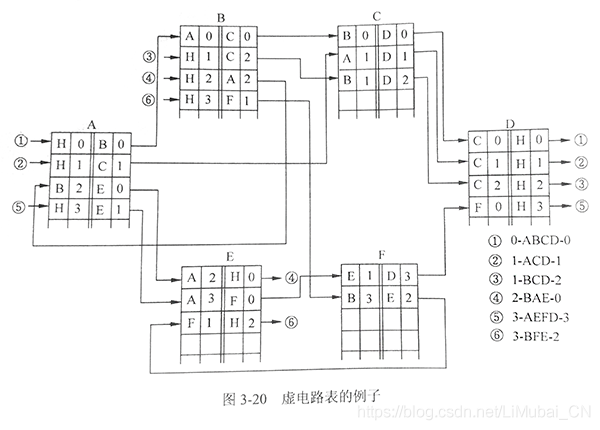 B
A 0 C 0
③ H 1 C 2
④ H 2 A 2
⑥ H 3 F 1
C
B 0 D 0
A 1 D 1
B 1 D 2
A
① H 0 B 0
② H 1 C 1
B 2 E 0
⑤ H 3 E 1
D
C 0 H 0 ①
C 1 H 1 ②
C 2 H 2 ③
F 0 H 3 ⑤
E
A 2 H 0 ④
A 3 F 0
F 1 H 2 ⑥
F
E 1 D 3
B 3 E 2
① 0-ABCD-0
② 1-ACD-1
③ 1-BCD-2
④ 2-BAE-0
⑤ 3-AEFD-3
⑥ 3-BFE-2
图 3-20 虚电路表的例子
https://blog.csdn.net/LiMubai_CN